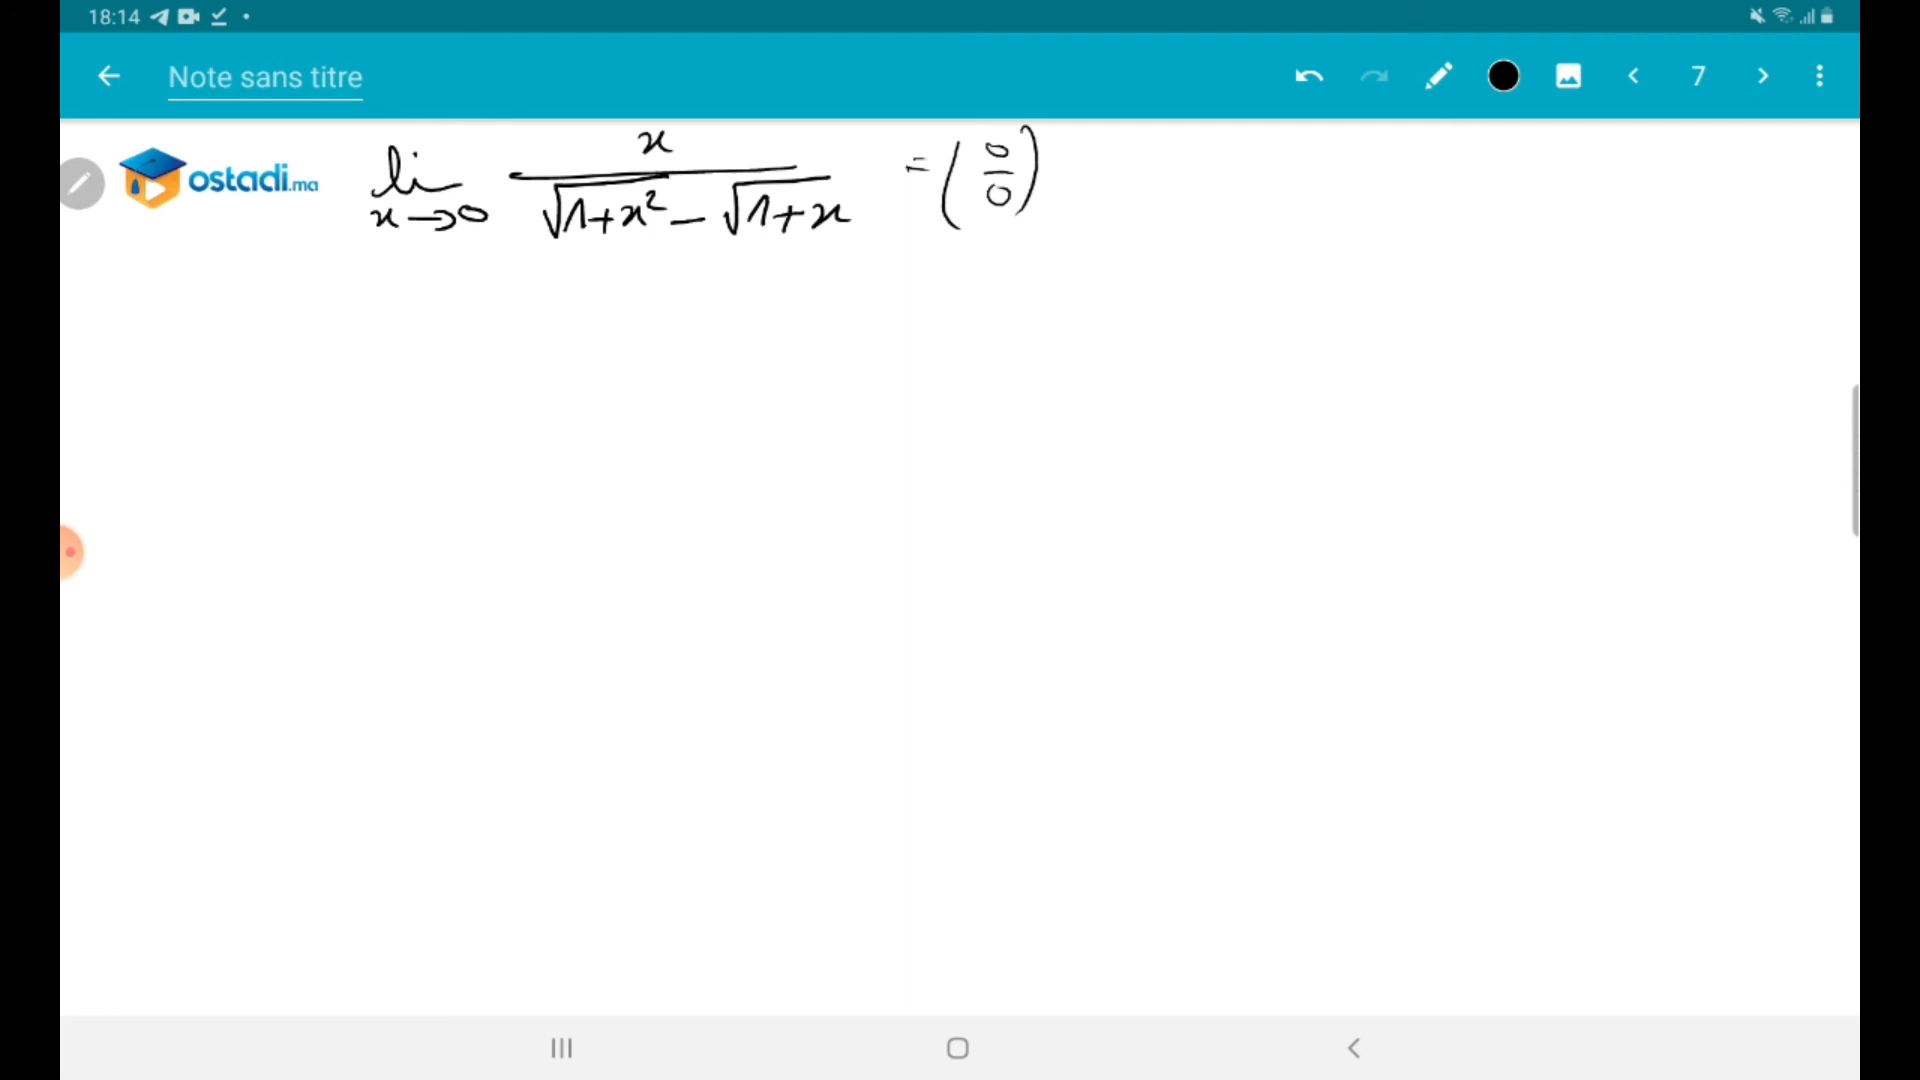 18:14
Note sans titre
7
ostadi.ma
lim x→0 x / (√1+x² − √1+x) = (0/0)